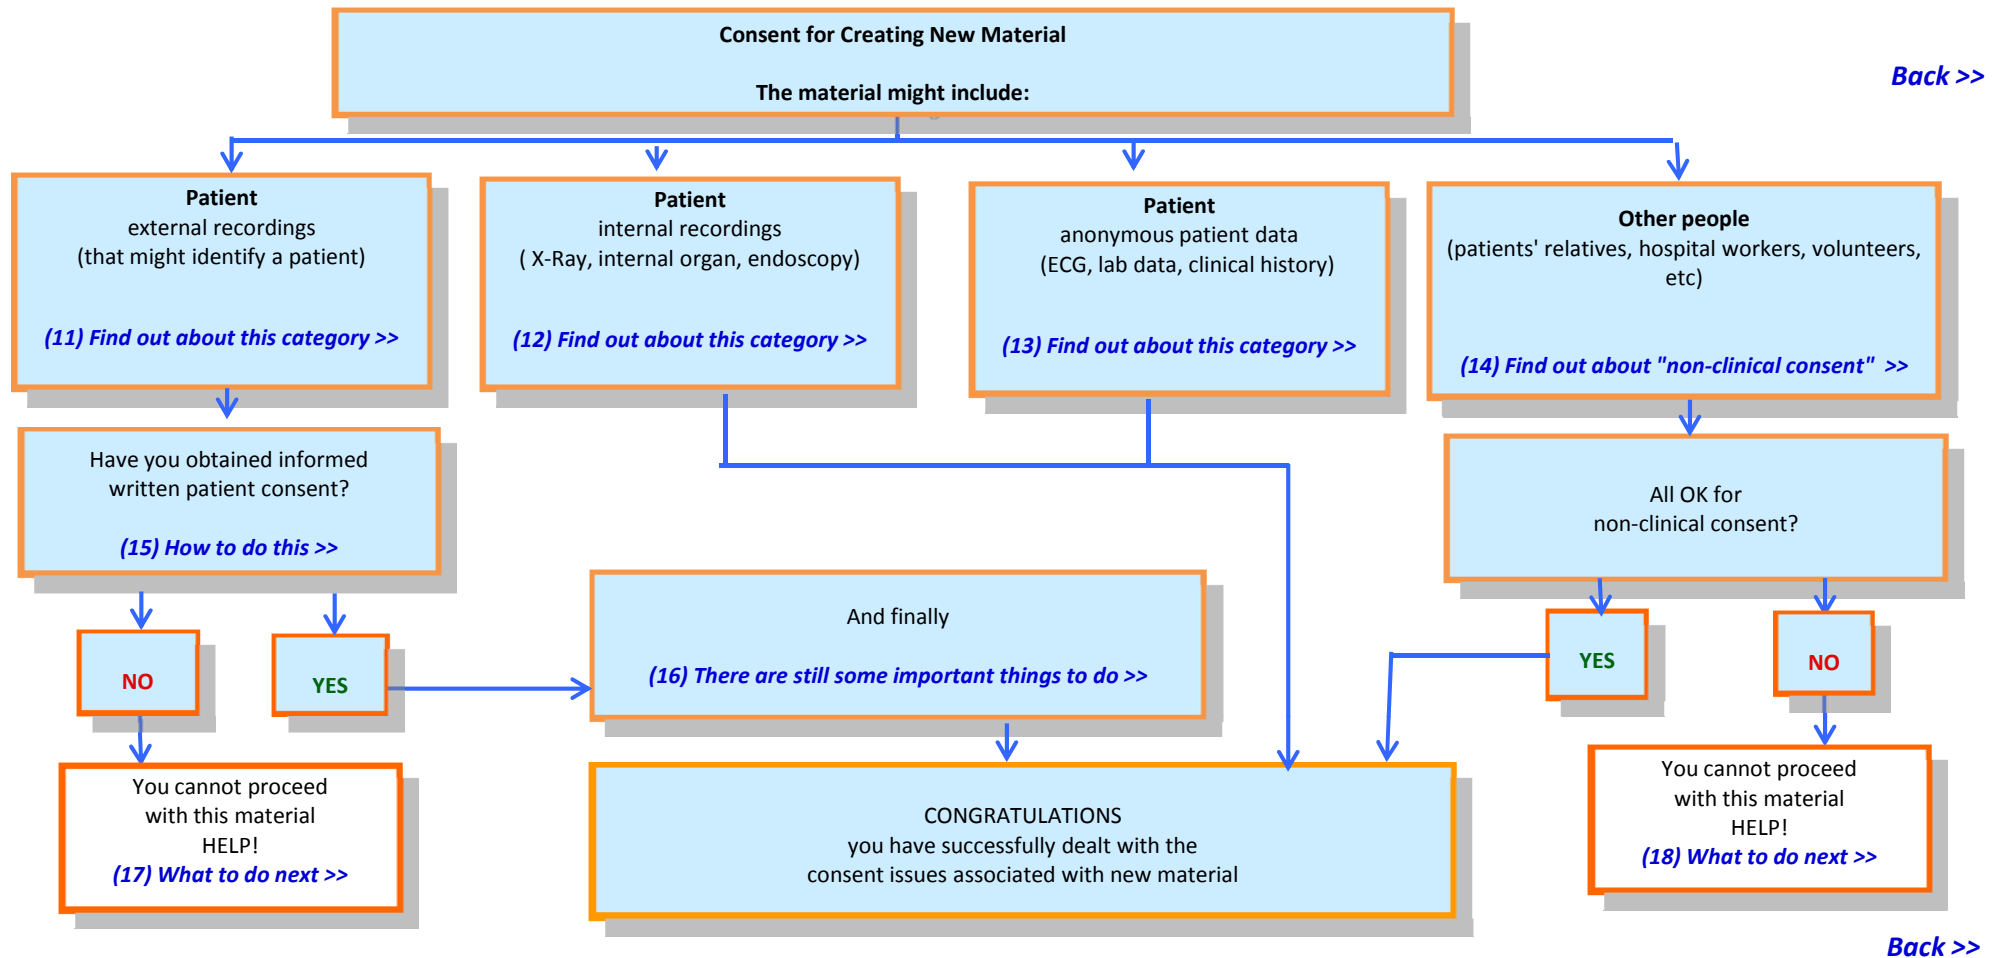 Consent for Creating New Material
The material might include:
Back >>
Patient
external recordings
(that might identify a patient)
(11) Find out about this category >>
Patient
internal recordings
( X-Ray, internal organ, endoscopy)
(12) Find out about this category >>
Patient
anonymous patient data
(ECG, lab data, clinical history)
(13) Find out about this category >>
Other people
(patients' relatives, hospital workers, volunteers,
etc)
(14) Find out about "non-clinical consent" >>
Have you obtained informed
written patient consent?
(15) How to do this >>
All OK for
non-clinical consent?
NO
YES
And finally
(16) There are still some important things to do >>
YES
NO
You cannot proceed
with this material
HELP!
(17) What to do next >>
CONGRATULATIONS
you have successfully dealt with the
consent issues associated with new material
You cannot proceed
with this material
HELP!
(18) What to do next >>
Back >>